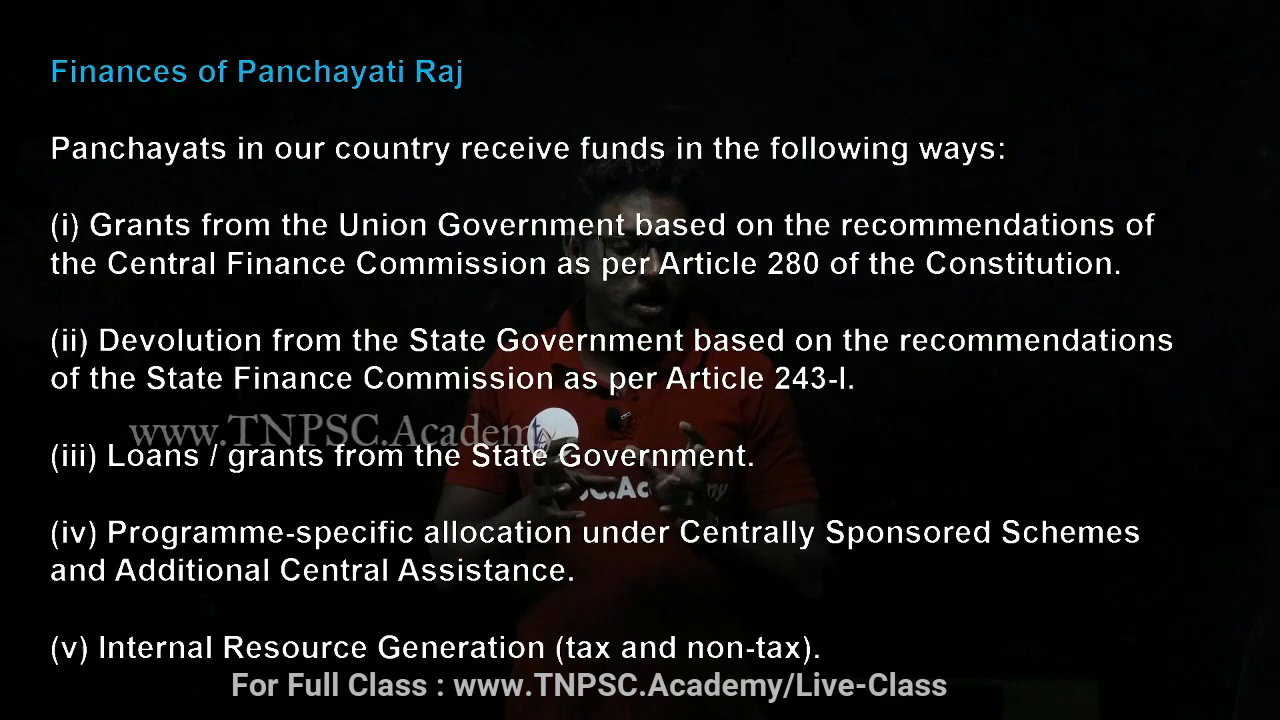 Finances of Panchayati Raj
Panchayats in our country receive funds in the following ways:
(i) Grants from the Union Government based on the recommendations of
the Central Finance Commission as per Article 280 of the Constitution.
(ii) Devolution from the State Government based on the recommendations
of the State Finance Commission as per Article 243-I.
www.TNPSC.Academy
(iii) Loans / grants from the State Government.
(iv) Programme-specific allocation under Centrally Sponsored Schemes
and Additional Central Assistance.
(v) Internal Resource Generation (tax and non-tax).
For Full Class : www.TNPSC.Academy/Live-Class